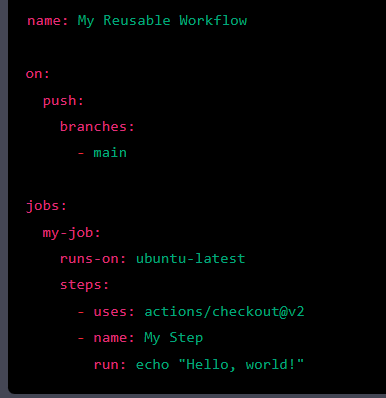 name: My Reusable Workflow
on:
push:
branches:
- main
jobs:
my-job:
runs-on: ubuntu-latest
steps:
- uses: actions/checkout@v2
- name: My Step
run: echo "Hello, world!"